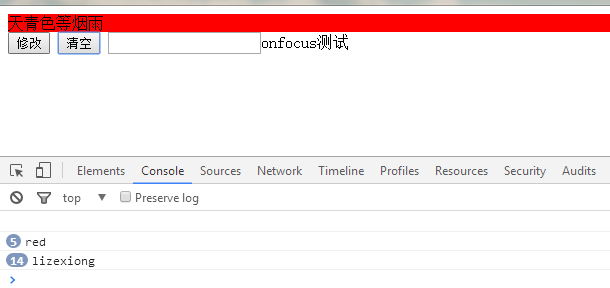 天青色等烟雨
修改 清空 onfocus测试
Elements Console Sources Network Timeline Profiles Resources Security Audits
top Preserve log
5 red
14 lizexiong